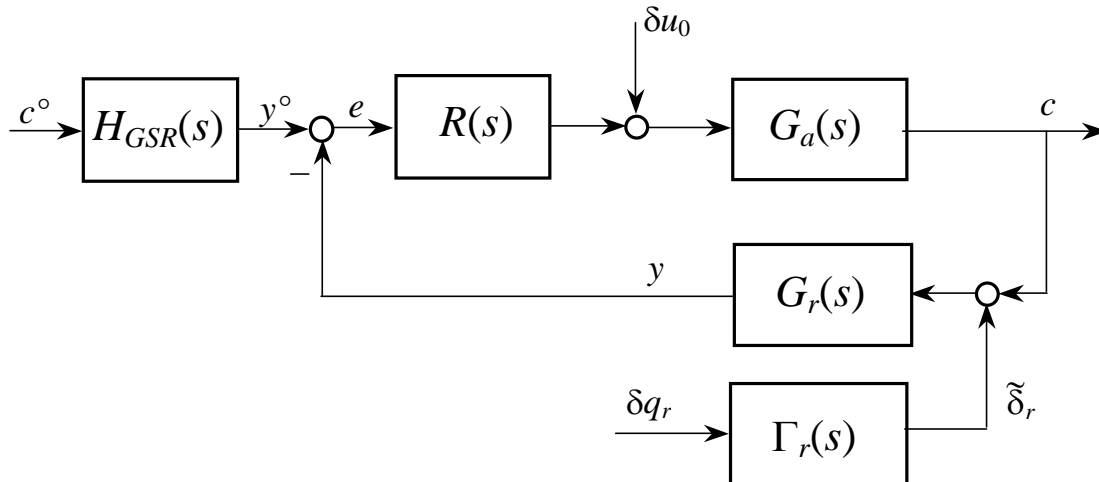 δu₀
c°
H_GSR(s)
y°
e
R(s)
G_a(s)
c
−
y
G_r(s)
δq_r
Γ_r(s)
δ̃_r